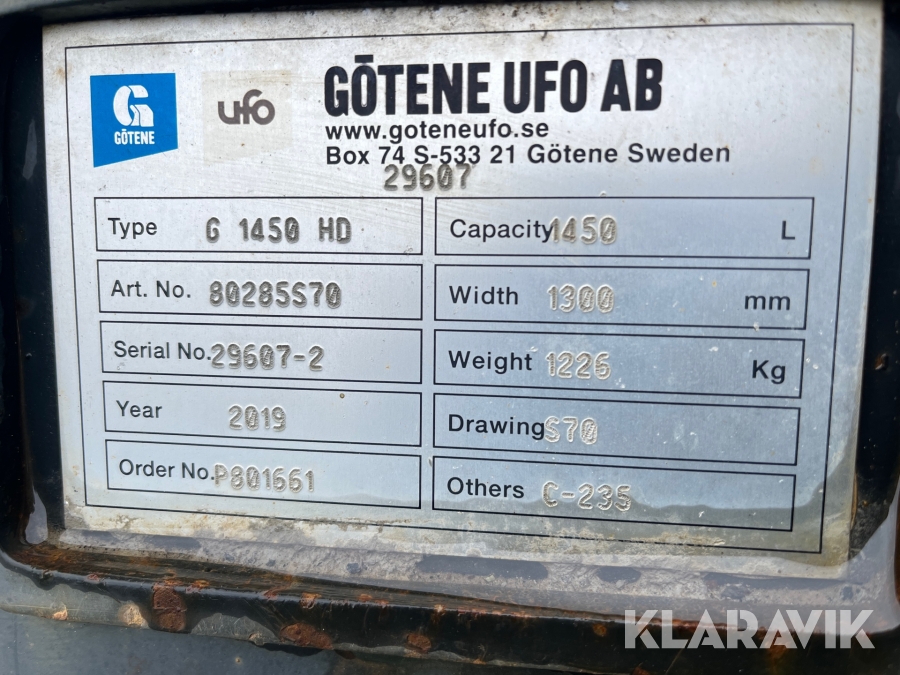 G
GÖTENE
ufo
GÖTENE UFO AB
www.goteneufo.se
Box 74 S-533 21 Götene Sweden
29607
Type G 1450 HD
Art. No. 80285S70
Serial No. 29607-2
Year 2019
Order No. P801661
Capacity 1450 L
Width 1300 mm
Weight 1226 Kg
Drawing S70
Others C-235
KLARAVIK